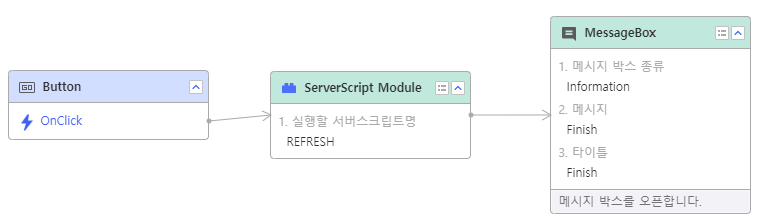 Button
OnClick
ServerScript Module
1. 실행할 서버스크립트명
REFRESH
MessageBox
1. 메시지 박스 종류
Information
2. 메시지
Finish
3. 타이틀
Finish
메시지 박스를 오픈합니다.